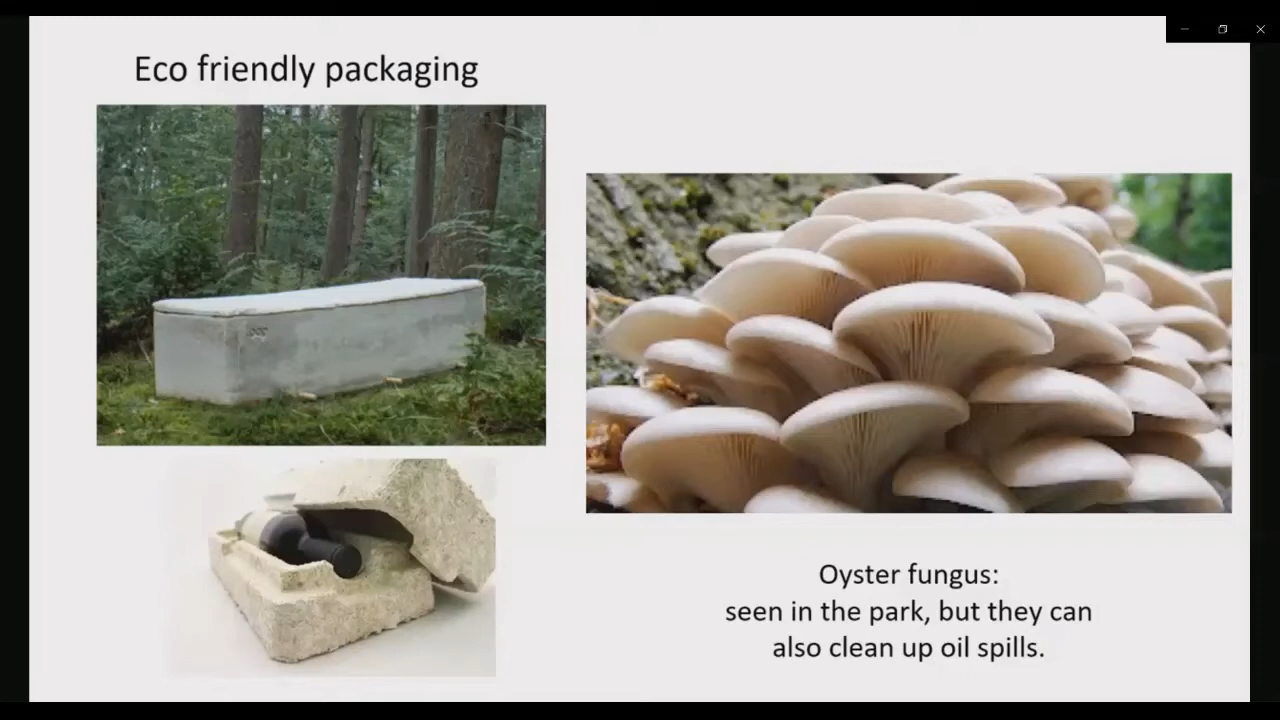 Eco friendly packaging
Oyster fungus:
seen in the park, but they can
also clean up oil spills.